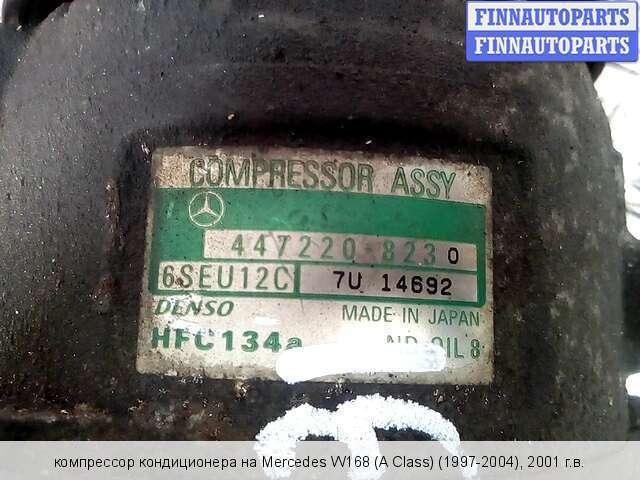 FINNAUTOPARTS
FINNAUTOPARTS
COMPRESSOR ASSY
447220 8230
6SEU12C 7U 14692
DENSO MADE IN JAPAN
HFC134a ND-OIL 8
компрессор кондиционера на Mercedes W168 (A Class) (1997-2004), 2001 г.в.